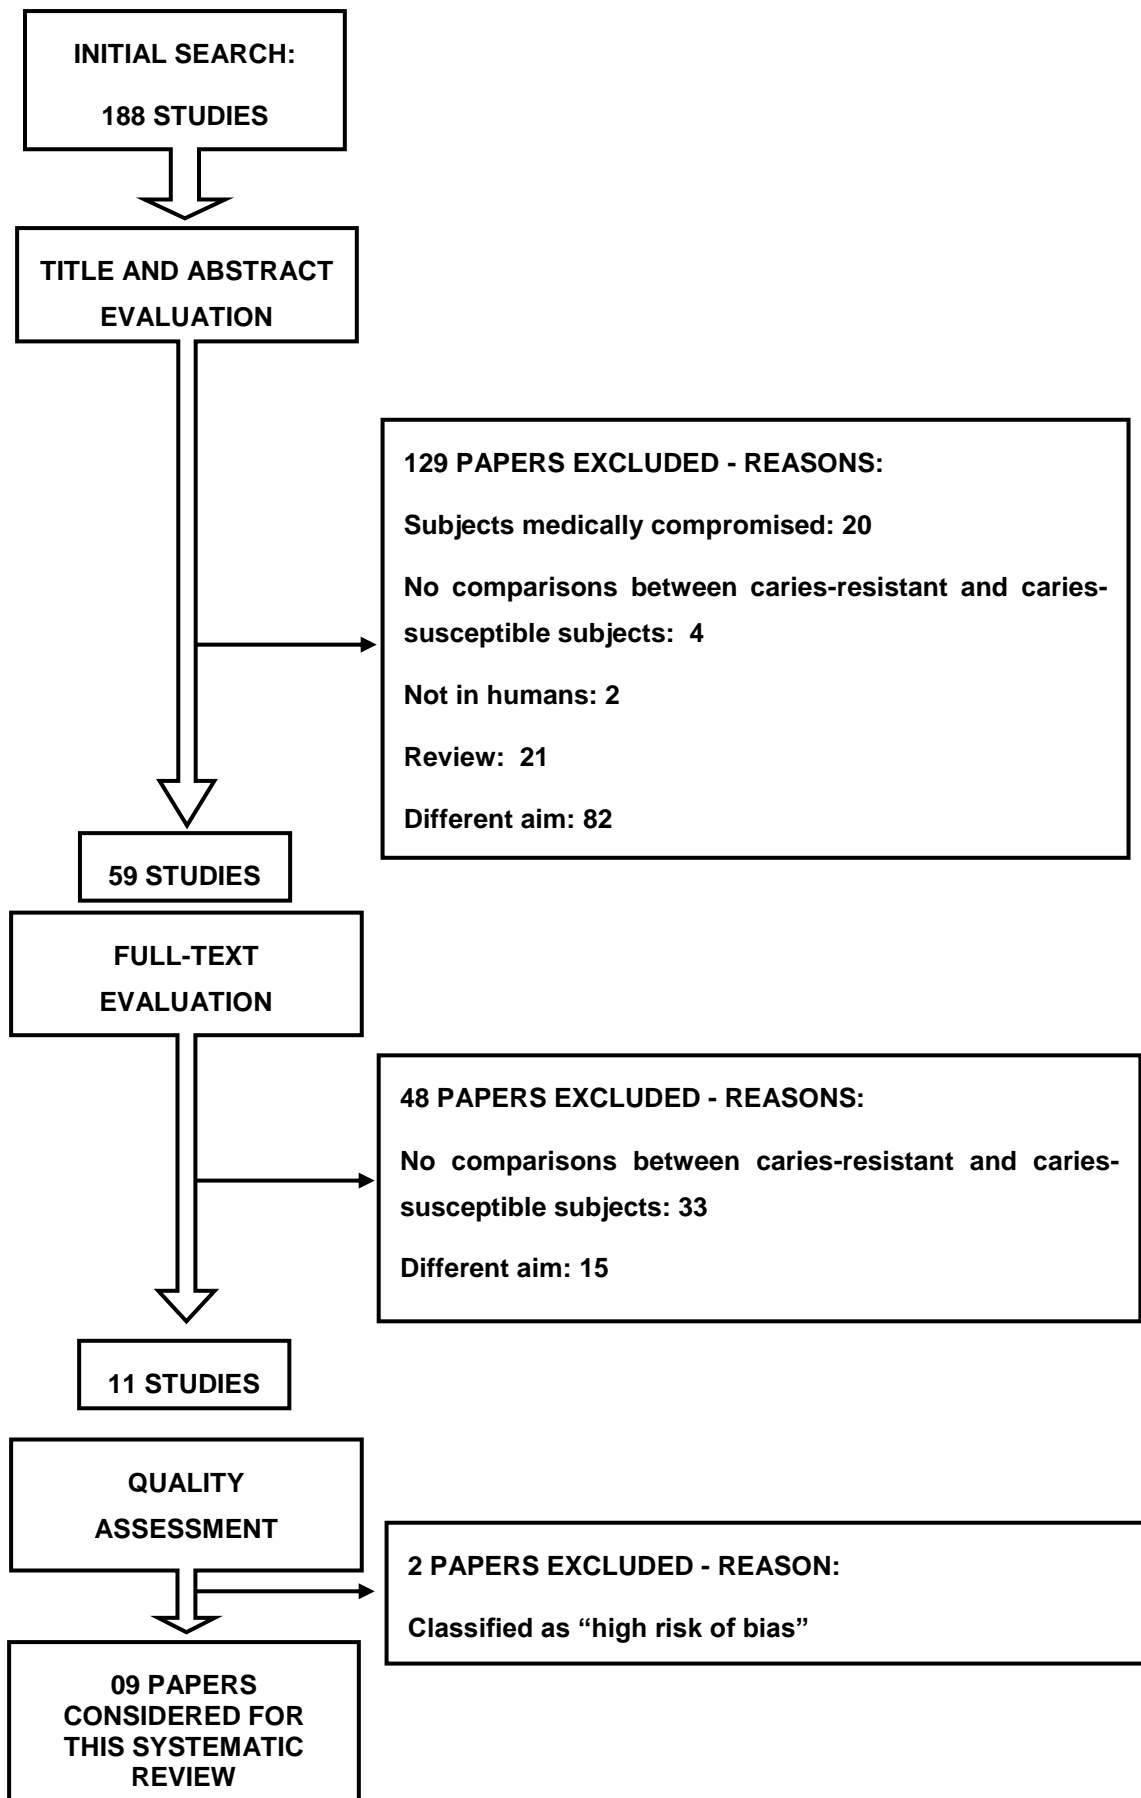 INITIAL SEARCH:
188 STUDIES
TITLE AND ABSTRACT
EVALUATION
129 PAPERS EXCLUDED - REASONS:
Subjects medically compromised: 20
No comparisons between caries-resistant and caries-
susceptible subjects: 4
Not in humans: 2
Review: 21
Different aim: 82
59 STUDIES
FULL-TEXT
EVALUATION
48 PAPERS EXCLUDED - REASONS:
No comparisons between caries-resistant and caries-
susceptible subjects: 33
Different aim: 15
11 STUDIES
QUALITY
ASSESSMENT
2 PAPERS EXCLUDED - REASON:
Classified as “high risk of bias”
09 PAPERS
CONSIDERED FOR
THIS SYSTEMATIC
REVIEW